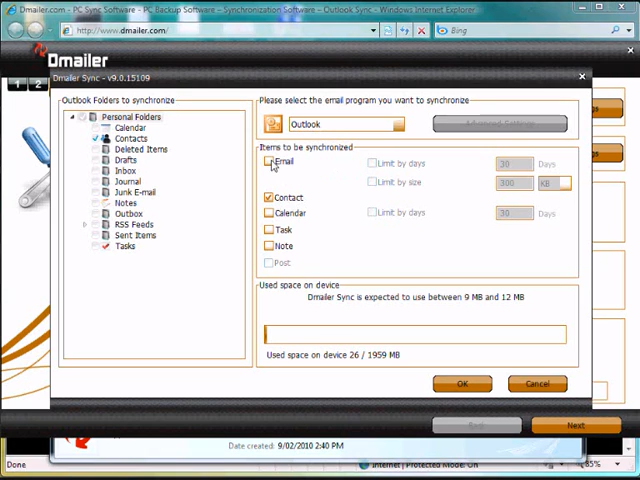 Dmailer.com - PC Sync Software - PC Backup Software - Synchronization Software - Outlook Sync - Windows Internet Explorer
http://www.dmailer.com/
Bing
Dmailer
1 2
Dmailer Sync - v9.0.15109
Outlook Folders to synchronize
Personal Folders
Calendar
Contacts
Deleted Items
Drafts
Inbox
Journal
Junk E-mail
Notes
Outbox
RSS Feeds
Sent Items
Tasks
Please select the email program you want to synchronize
Outlook
Advanced Settings
Items to be synchronized
Email
Limit by days
30
Days
Limit by size
300
KB
Contact
Calendar
Limit by days
30
Days
Task
Note
Post
Used space on device
Dmailer Sync is expected to use between 9 MB and 12 MB
Used space on device 26 / 1959 MB
OK
Cancel
Next
Date created: 9/02/2010 2:40 PM
Done
Internet | Protected Mode: On
85%